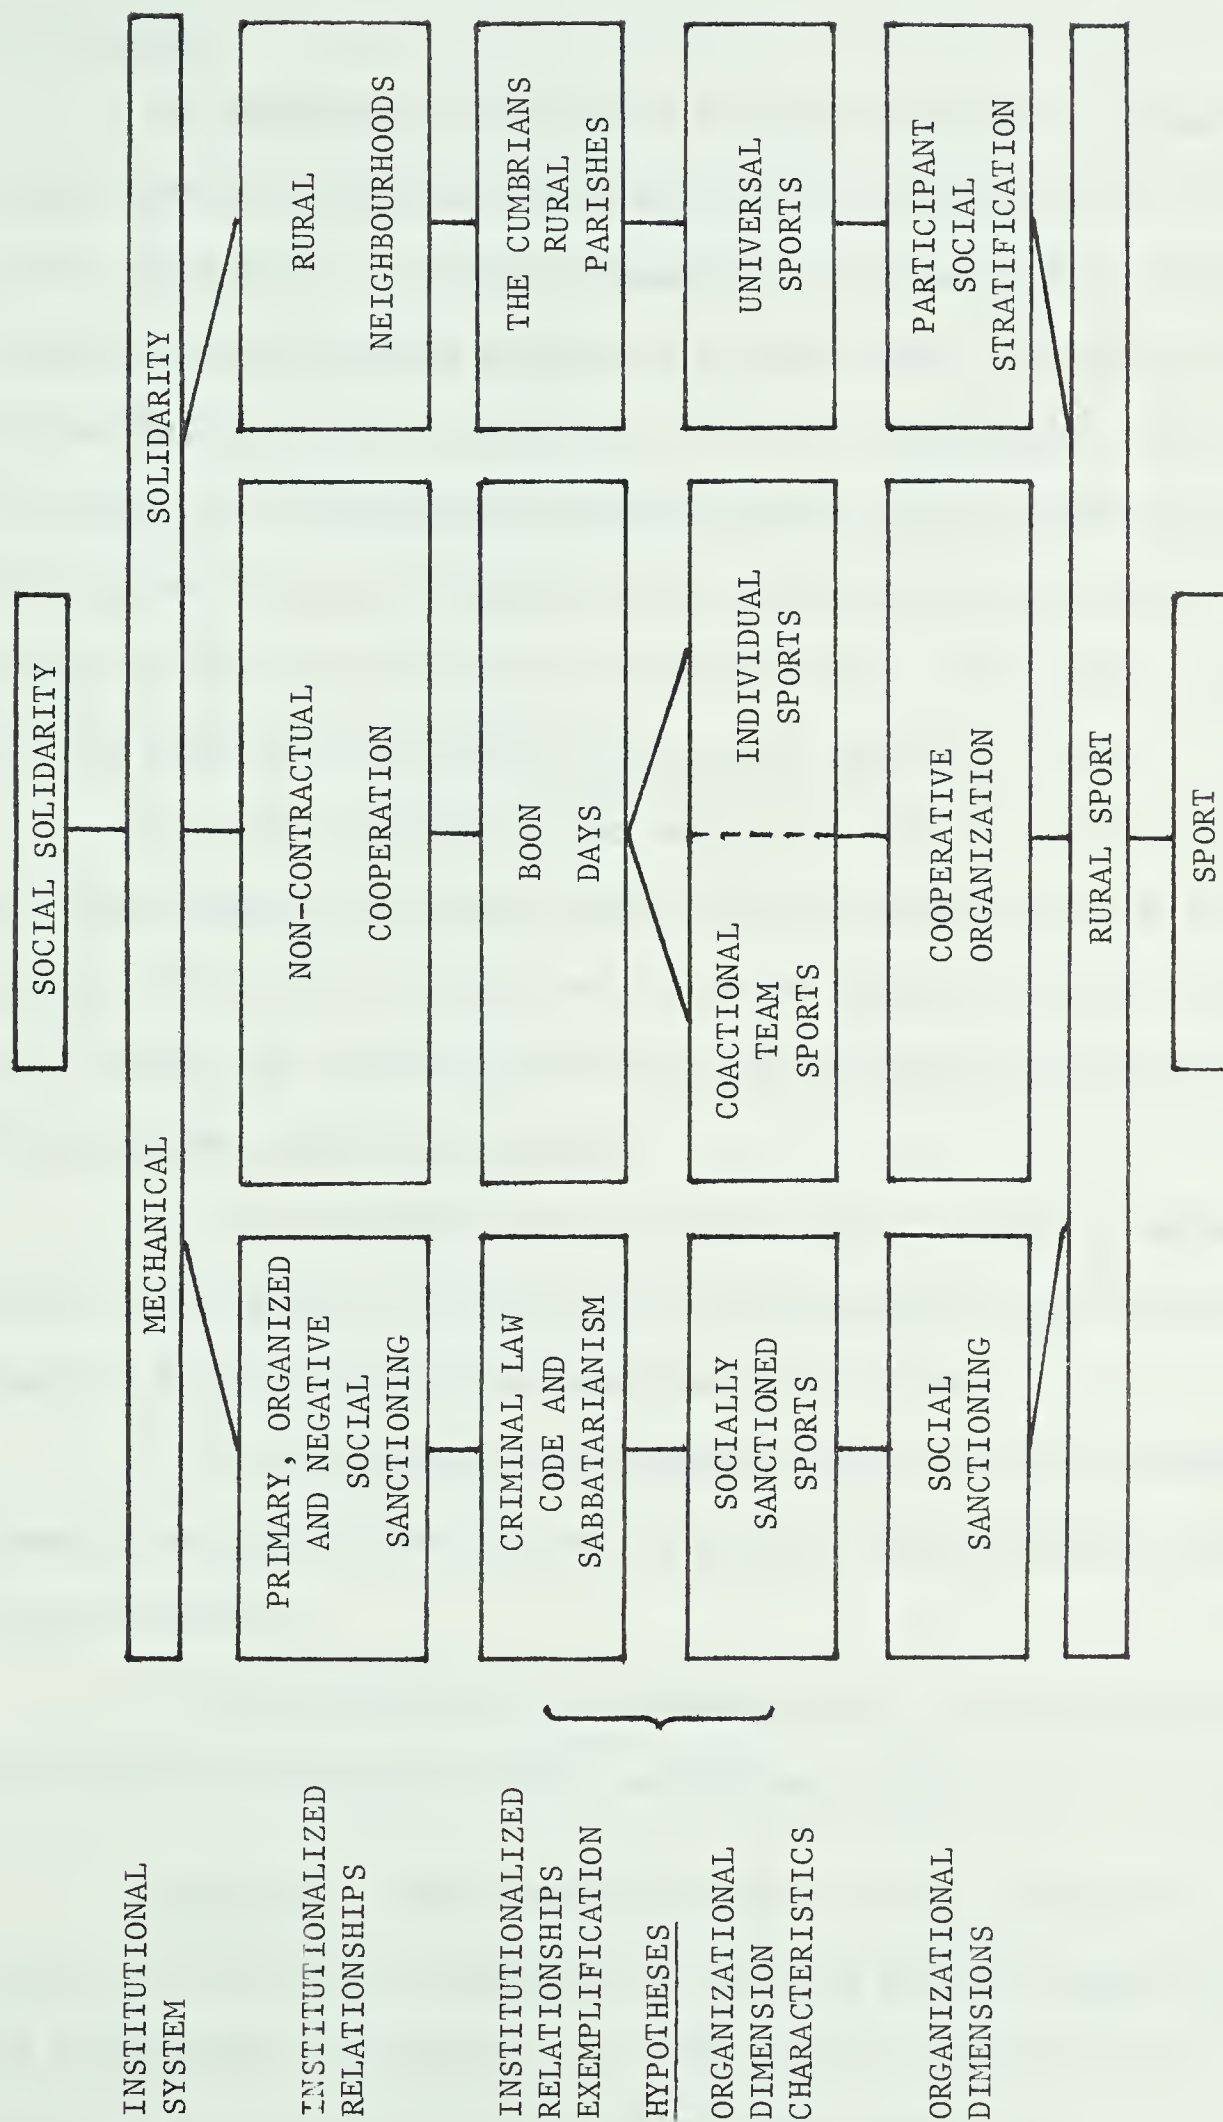 SOCIAL SOLIDARITY
INSTITUTIONAL
SYSTEM
MECHANICAL SOLIDARITY
INSTITUTIONALIZED
RELATIONSHIPS
PRIMARY, ORGANIZED
AND NEGATIVE
SOCIAL
SANCTIONING
NON-CONTRACTUAL
COOPERATION
RURAL
NEIGHBOURHOODS
INSTITUTIONALIZED
RELATIONSHIPS
EXEMPLIFICATION
CRIMINAL LAW
CODE AND
SABBATARIANISM
BOON
DAYS
THE CUMBRIANS
RURAL
PARISHES
HYPOTHESES
ORGANIZATIONAL
DIMENSION
CHARACTERISTICS
SOCIALLY
SANCTIONED
SPORTS
COACTIONAL
TEAM
SPORTS
INDIVIDUAL
SPORTS
UNIVERSAL
SPORTS
ORGANIZATIONAL
DIMENSIONS
SOCIAL
SANCTIONING
COOPERATIVE
ORGANIZATION
PARTICIPANT
SOCIAL
STRATIFICATION
RURAL SPORT
SPORT